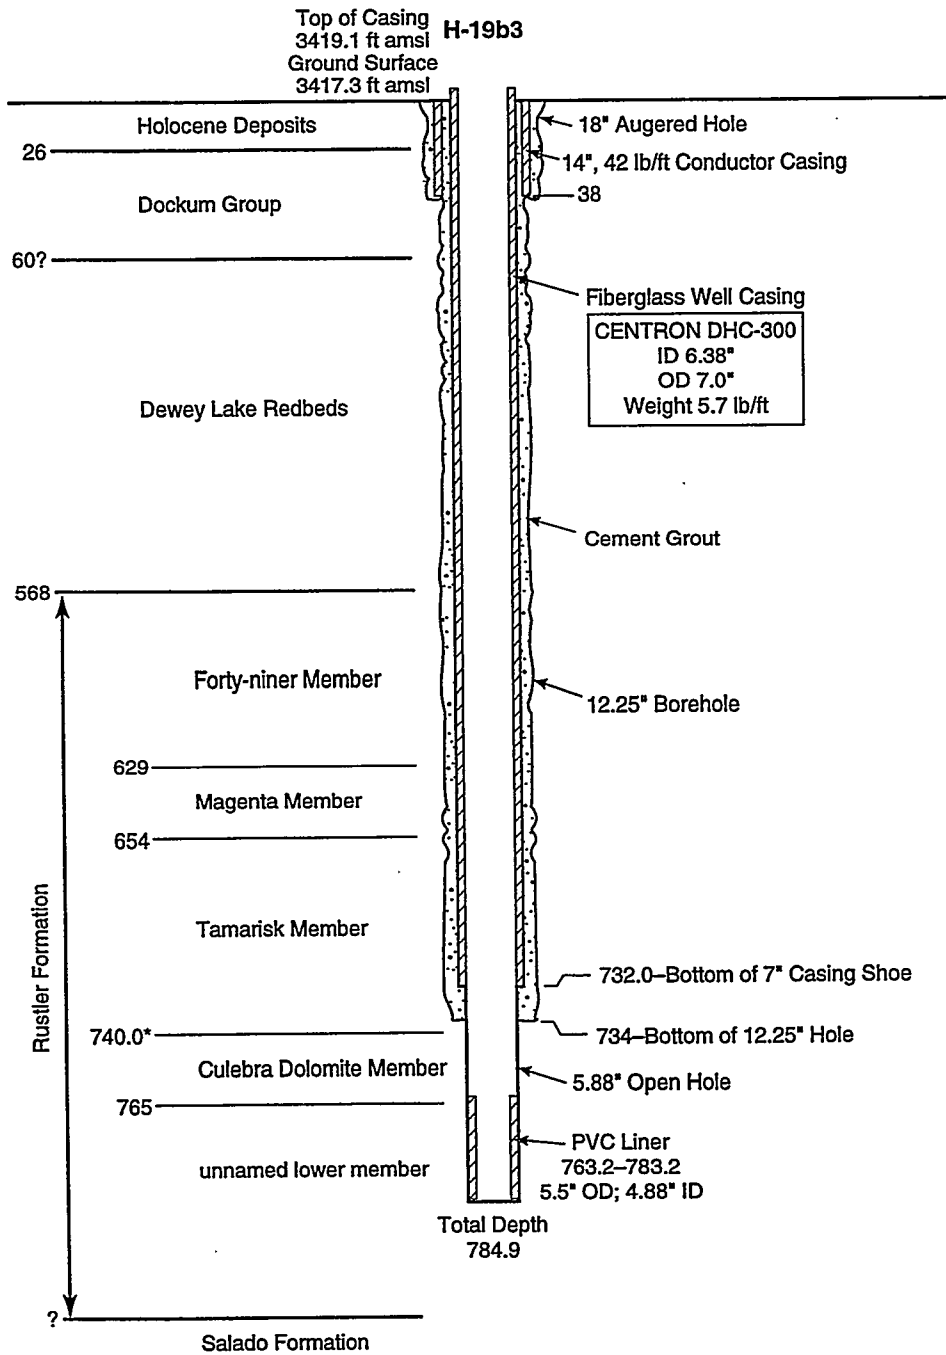 H-19b3
Top of Casing
3419.1 ft amsl
Ground Surface
3417.3 ft amsl
Holocene Deposits
18" Augered Hole
26
14", 42 lb/ft Conductor Casing
38
Dockum Group
60?
Fiberglass Well Casing
CENTRON DHC-300
ID 6.38"
OD 7.0"
Weight 5.7 lb/ft
Dewey Lake Redbeds
Cement Grout
568
Forty-niner Member
12.25" Borehole
629
Magenta Member
654
Rustler Formation
Tamarisk Member
732.0–Bottom of 7" Casing Shoe
734–Bottom of 12.25" Hole
740.0*
Culebra Dolomite Member
5.88" Open Hole
765
PVC Liner
763.2–783.2
5.5" OD; 4.88" ID
unnamed lower member
Total Depth
784.9
?
Salado Formation